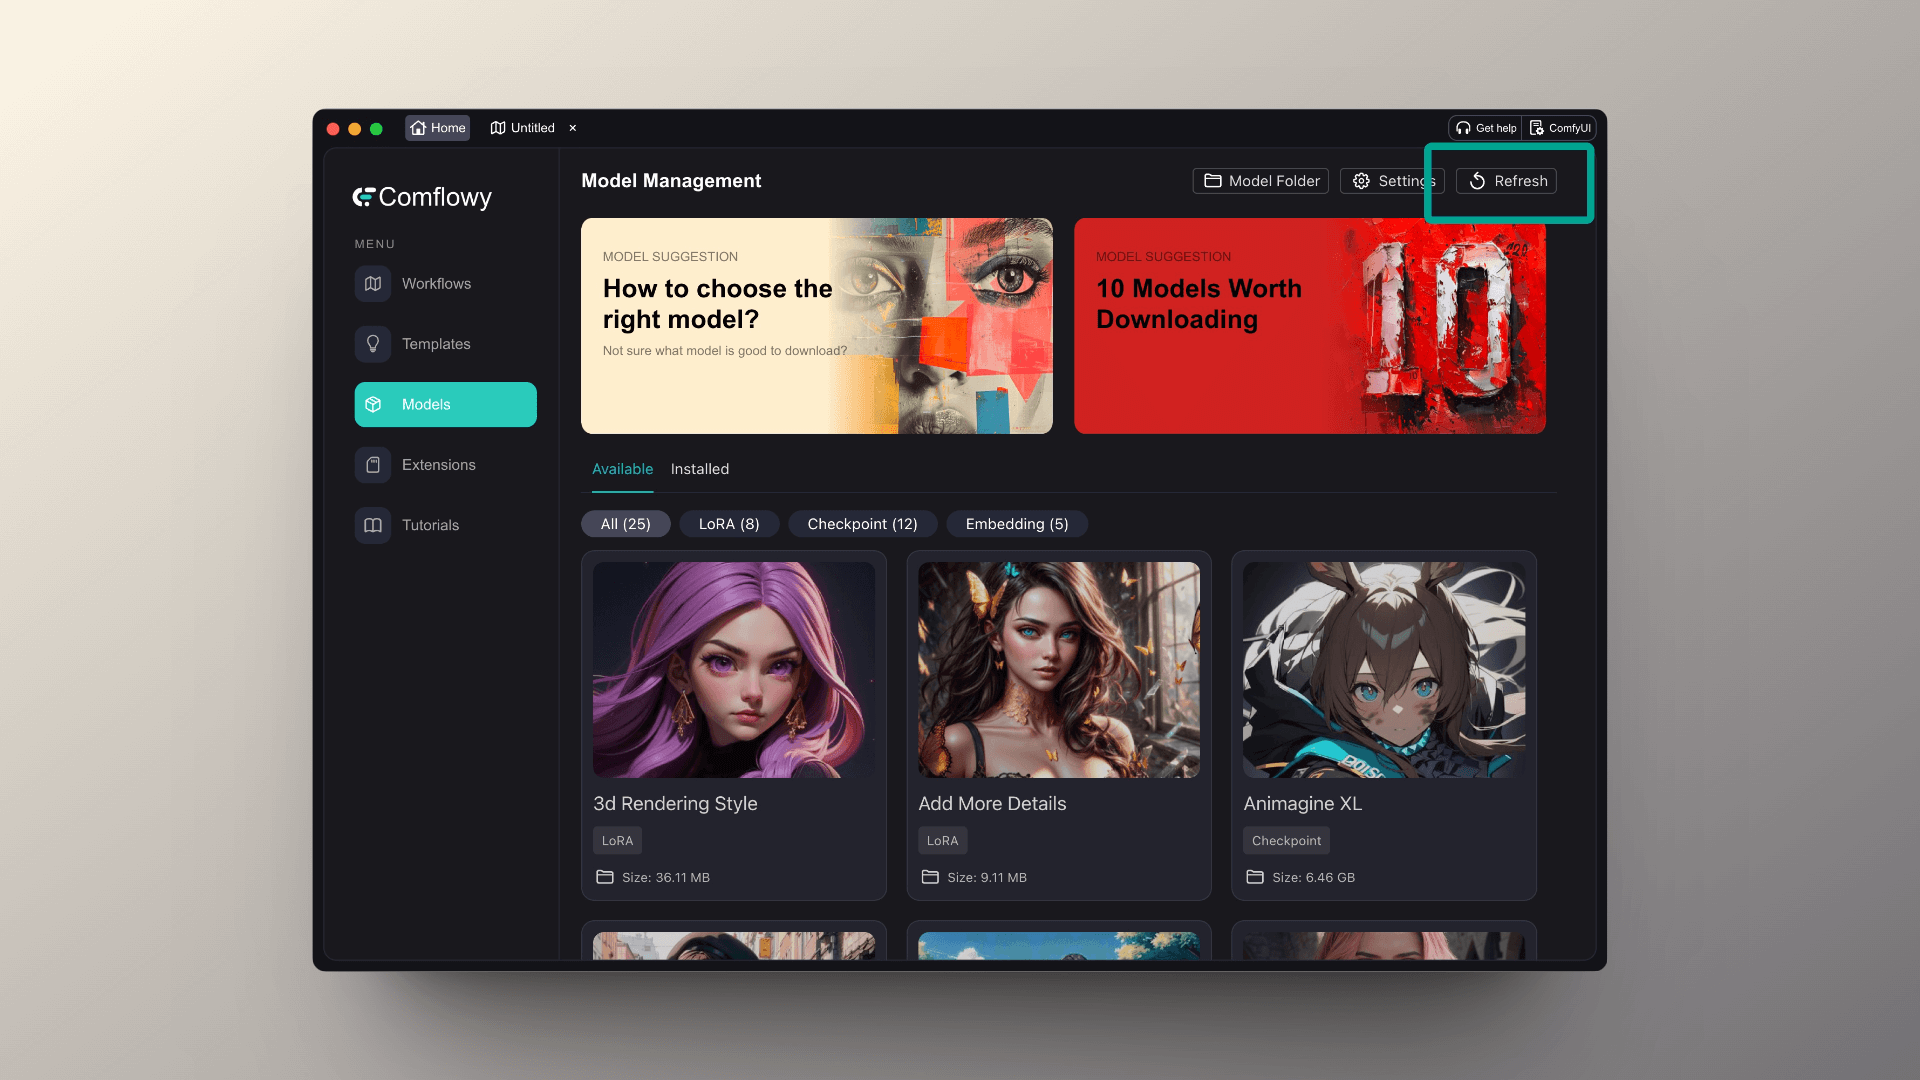 Home
Untitled
Get help
ComfyUI
Comflowy
MENU
Workflows
Templates
Models
Extensions
Tutorials
Model Management
Model Folder
Settings
Refresh
MODEL SUGGESTION
How to choose the
right model?
Not sure what model is good to download?
MODEL SUGGESTION
10 Models Worth
Downloading
10
Available
Installed
All (25)
LoRA (8)
Checkpoint (12)
Embedding (5)
3d Rendering Style
LoRA
Size: 36.11 MB
Add More Details
LoRA
Size: 9.11 MB
Animagine XL
Checkpoint
Size: 6.46 GB